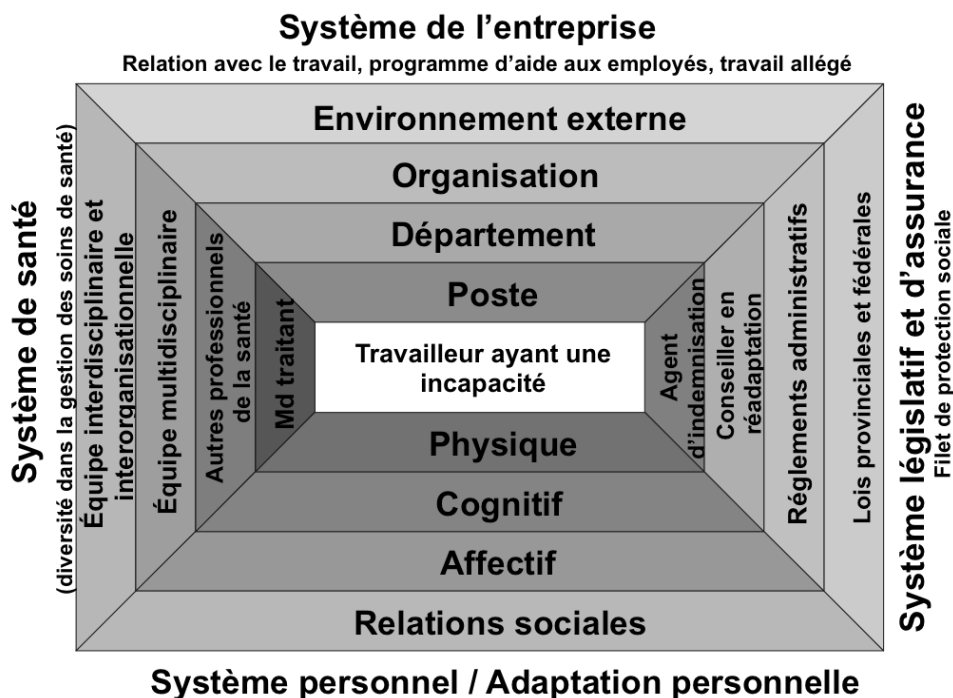 Système de l'entreprise
Relation avec le travail, programme d'aide aux employés, travail allégé
Environnement externe
Organisation
Département
Poste
Travailleur ayant une
incapacité
Physique
Cognitif
Affectif
Relations sociales
Système personnel / Adaptation personnelle
Système de santé
(diversité dans la gestion des soins de santé)
Équipe interdisciplinaire et
interorganisationnelle
Équipe multidisciplinaire
Autres professionnels
de la santé
Md traitant
Agent
d'indemnisation
Conseiller en
réadaptation
Réglements administratifs
Lois provinciales et fédérales
Système législatif et d'assurance
Filet de protection sociale